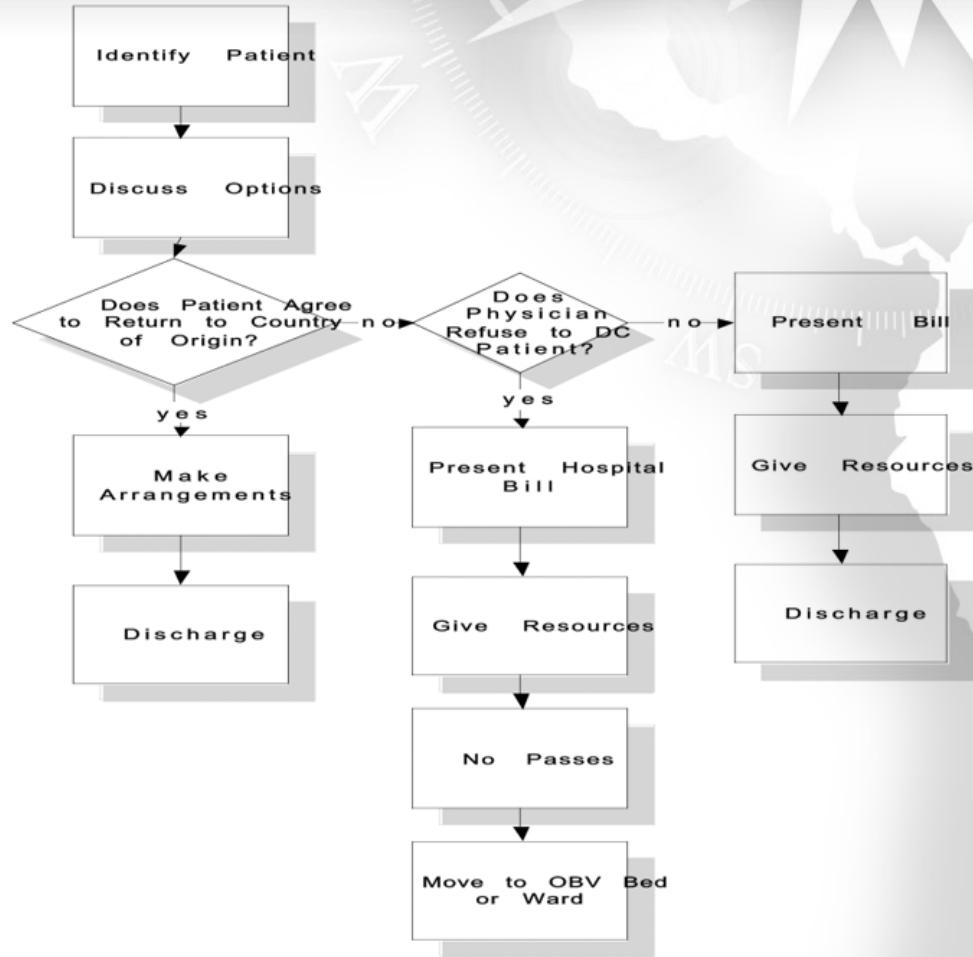 Identify Patient
Discuss Options
Does Patient Agree
to Return to Country
of Origin?
no
Does
Physician
Refuse to DC
Patient?
no
Present Bill
yes
yes
Make
Arrangements
Present Hospital
Bill
Give Resources
Discharge
Give Resources
Discharge
No Passes
Move to OBV Bed
or Ward
W
SW